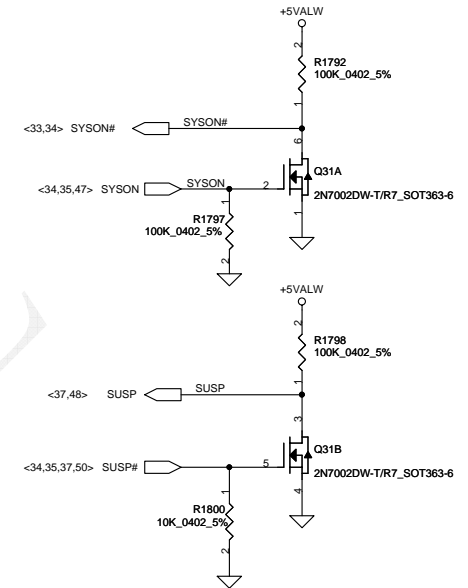 +5VALW
2
R1792
100K_0402_5%
1
<33,34> SYSON# SYSON#
6
Q31A
<34,35,47> SYSON SYSON 2
2N7002DW-T/R7_SOT363-6
1
1
R1797
100K_0402_5%
2
+5VALW
2
R1798
100K_0402_5%
1
<37,48> SUSP SUSP
3
Q31B
<34,35,37,50> SUSP# 5
2N7002DW-T/R7_SOT363-6
4
1
R1800
10K_0402_5%
2